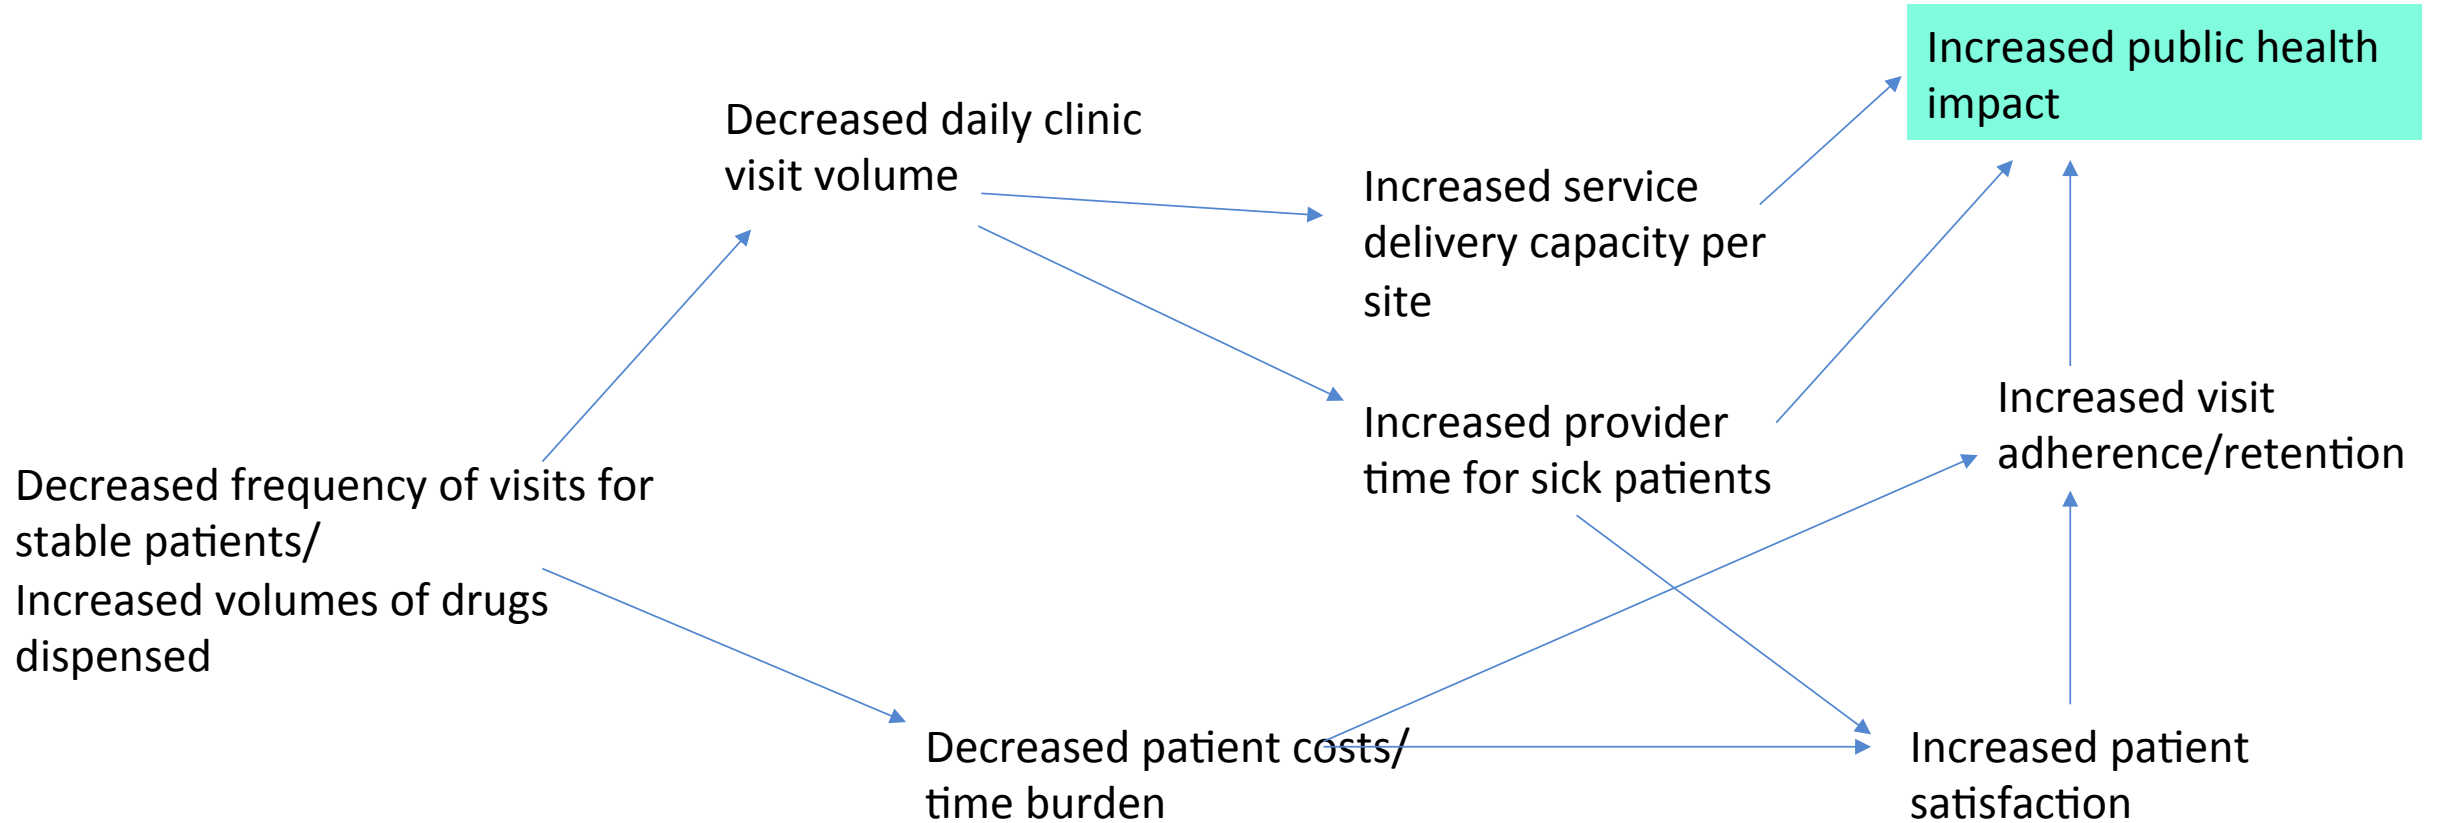 Increased public health
impact
Decreased daily clinic
visit volume
Increased service
delivery capacity per
site
Increased provider
time for sick patients
Increased visit
adherence/retention
Decreased frequency of visits for
stable patients/
Increased volumes of drugs
dispensed
Decreased patient costs/
time burden
Increased patient
satisfaction